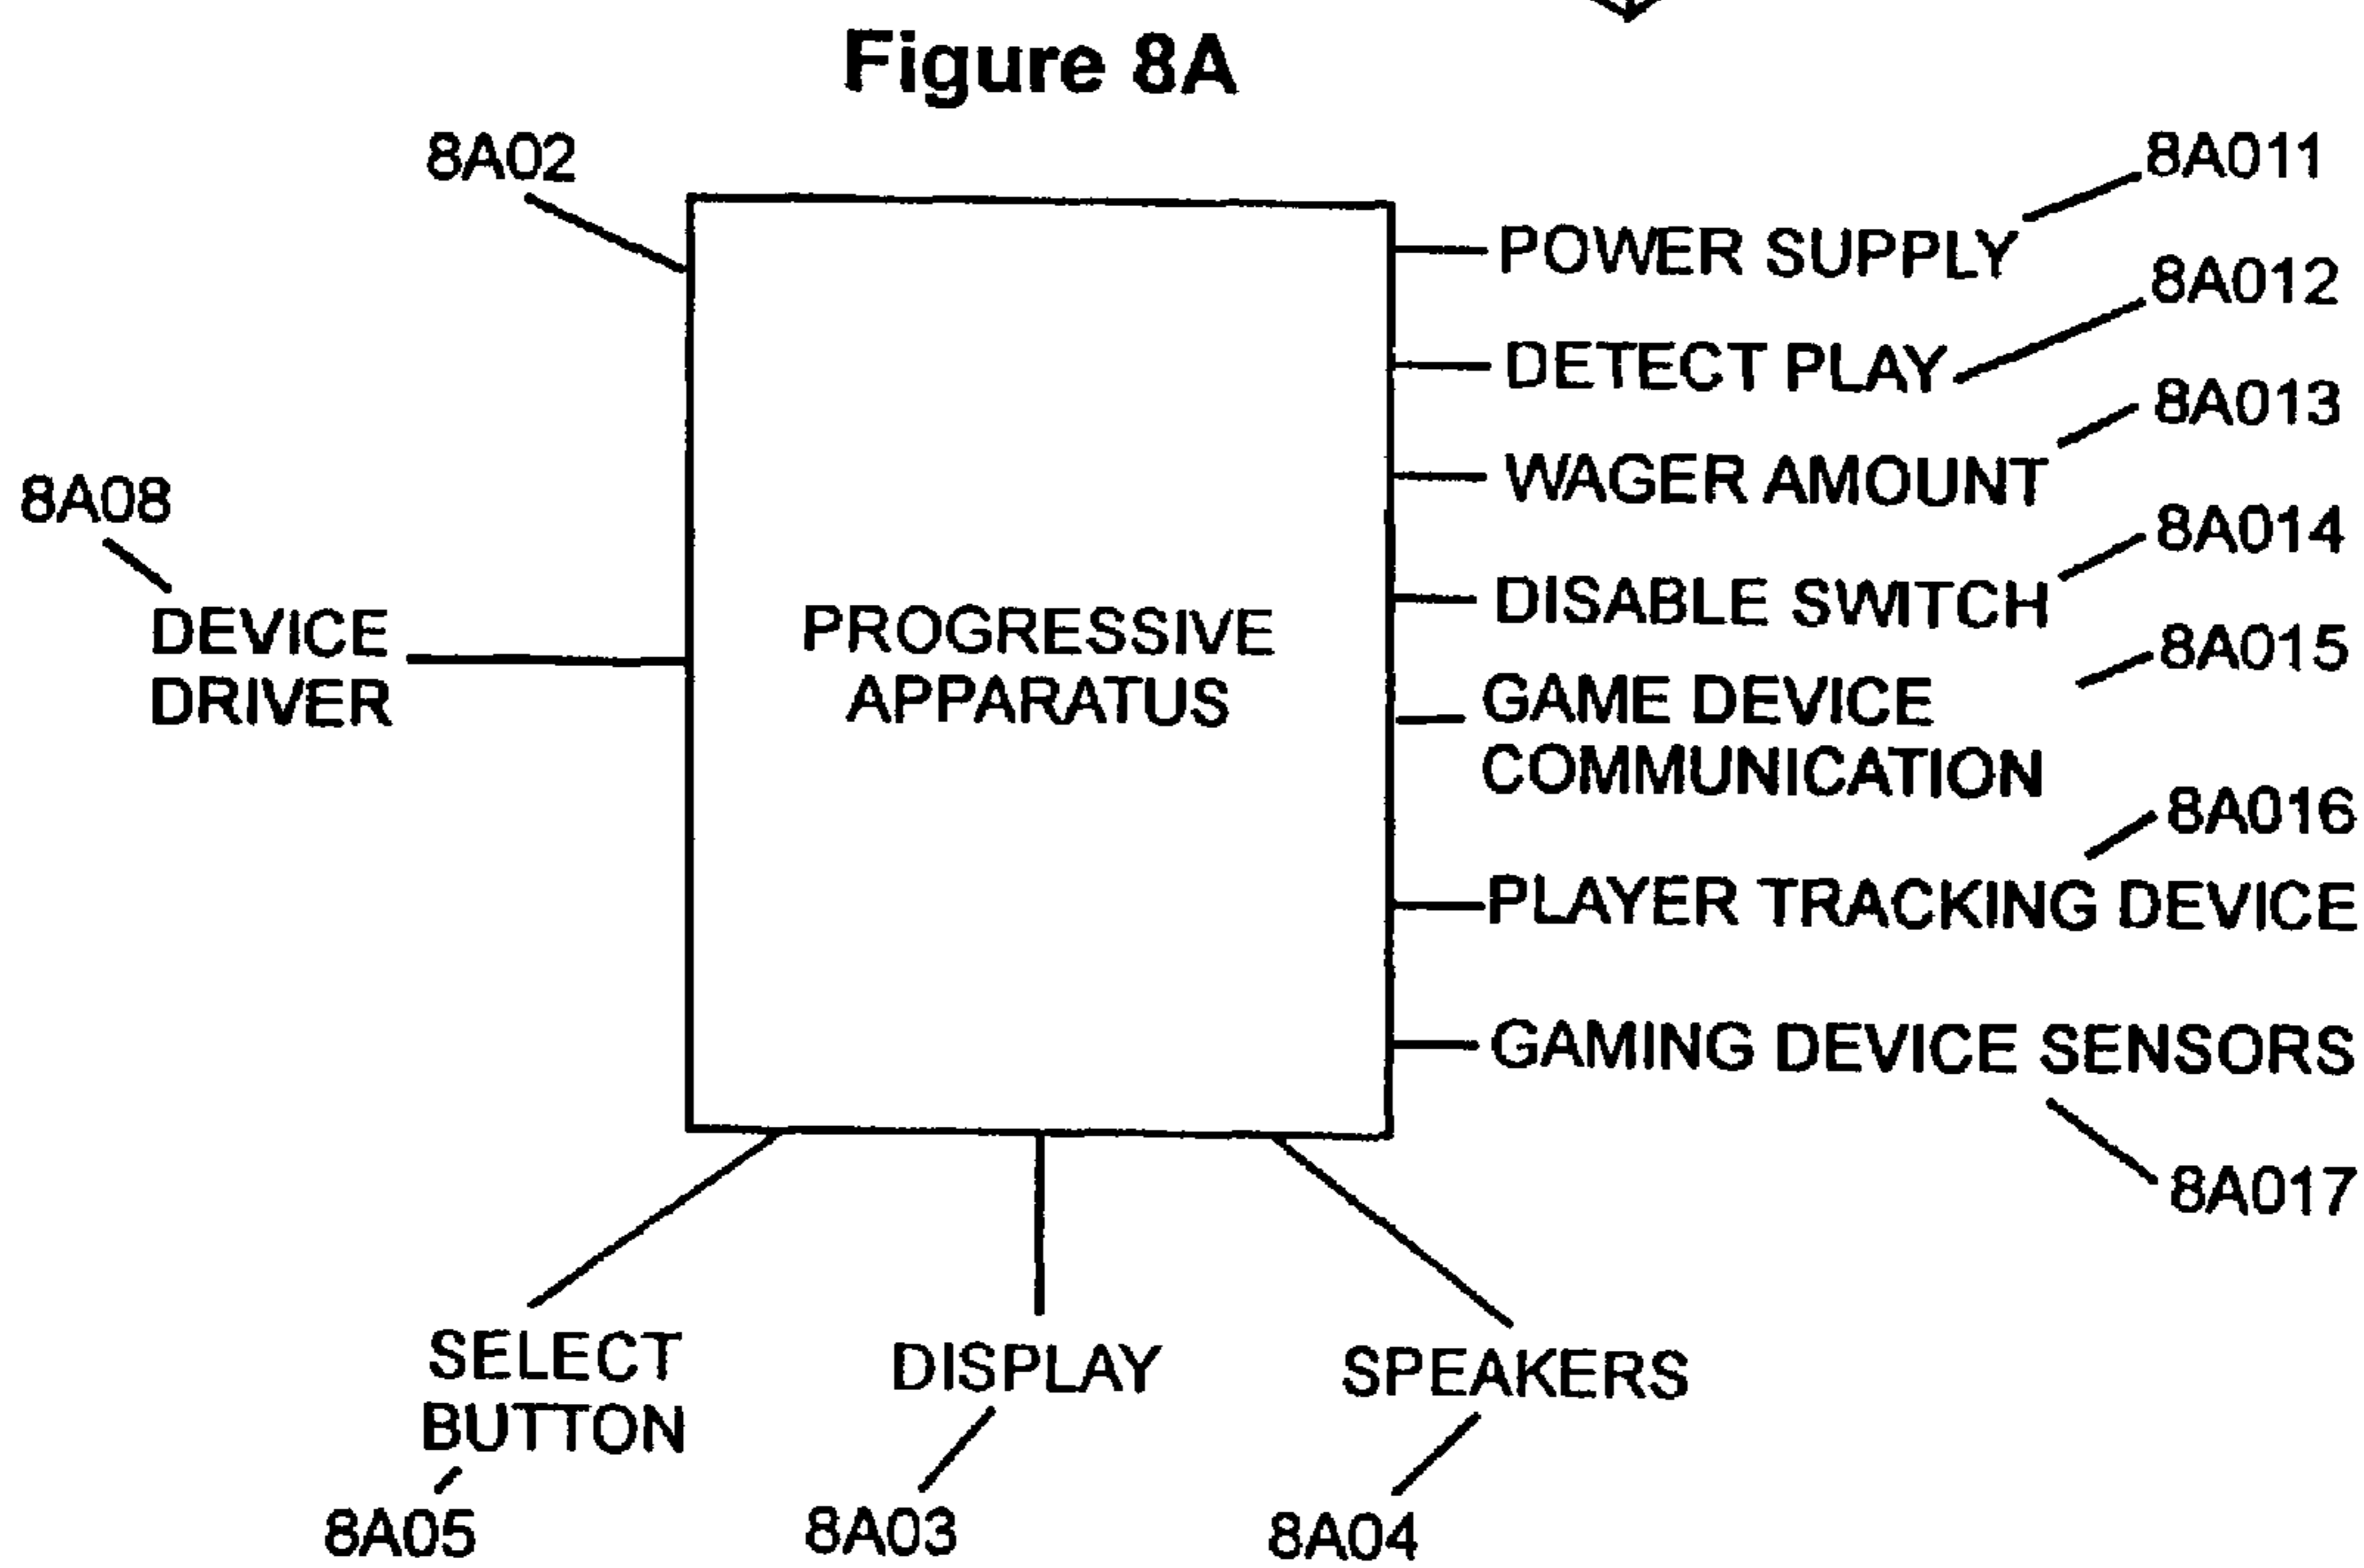 Figure 8A
8A02
8A011
POWER SUPPLY
8A012
DETECT PLAY
8A013
WAGER AMOUNT
8A014
DISABLE SWITCH
8A015
GAME DEVICE
COMMUNICATION
8A016
PLAYER TRACKING DEVICE
GAMING DEVICE SENSORS
8A017
8A08
DEVICE
DRIVER
PROGRESSIVE
APPARATUS
SELECT
BUTTON
8A05
DISPLAY
8A03
SPEAKERS
8A04